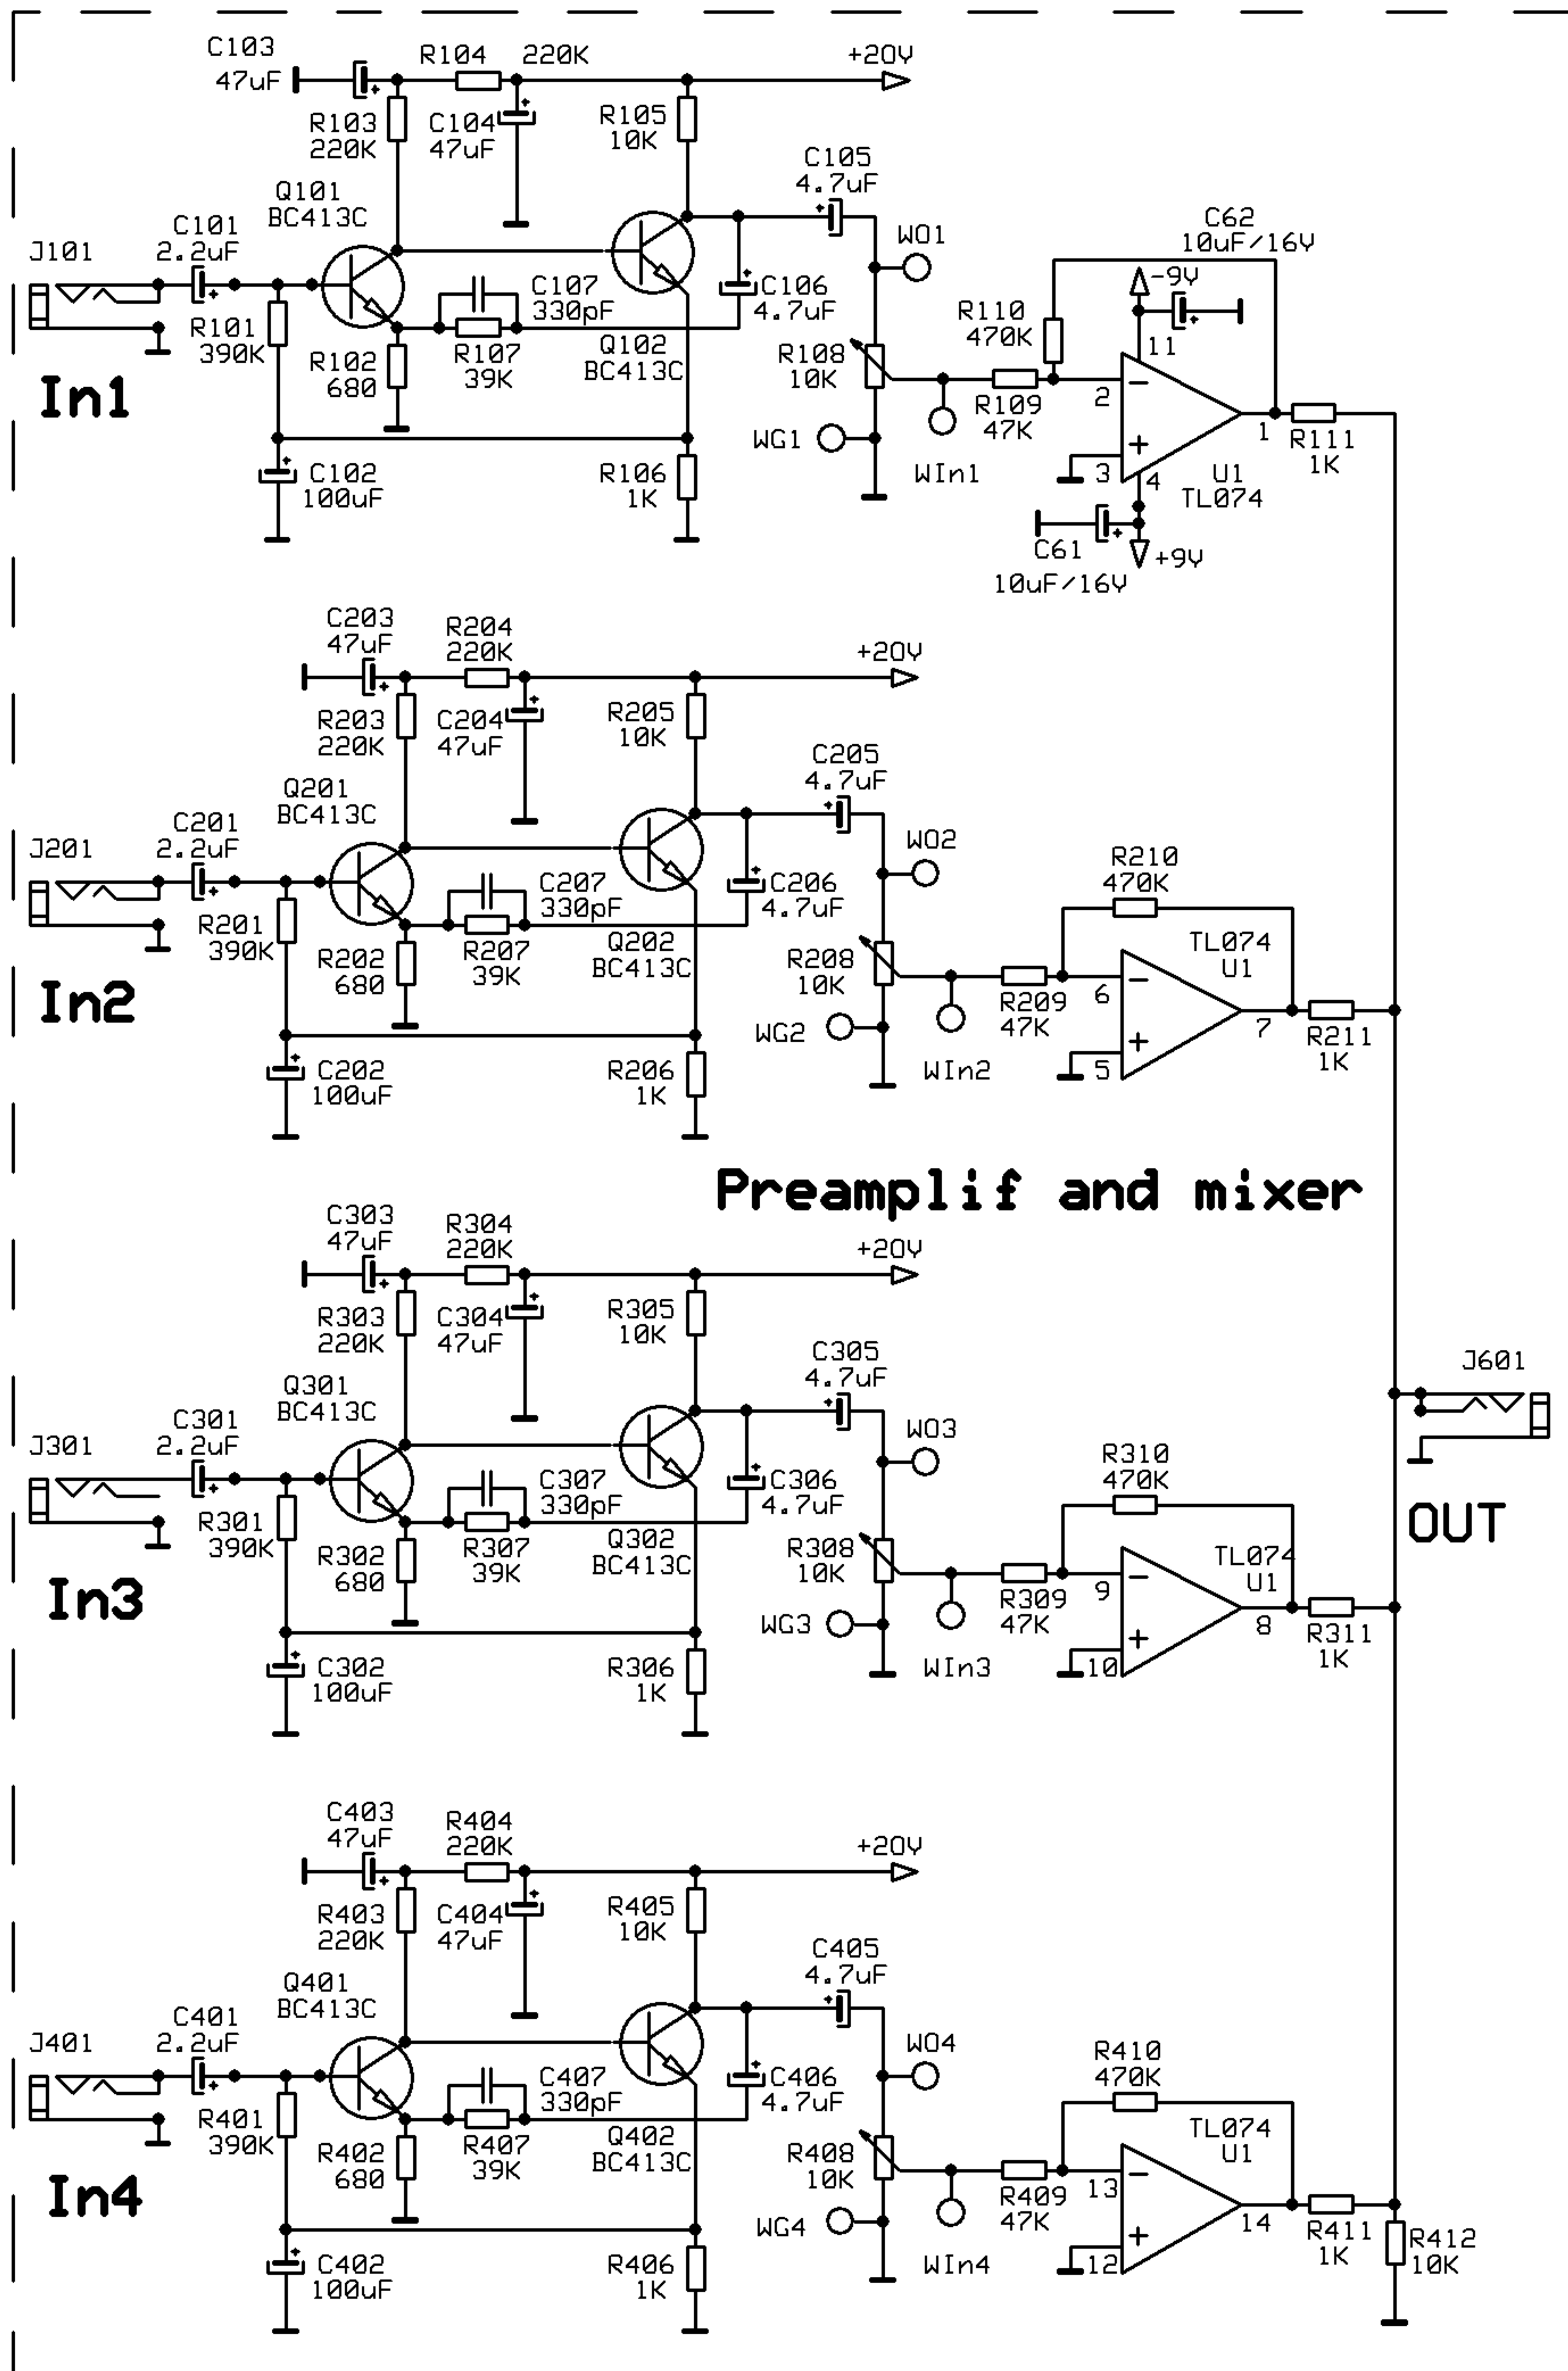 C103
47uF
R104
220K
+20V
R103
220K
C104
47uF
R105
10K
C105
4.7uF
Q101
BC413C
C101
2.2uF
J101
WO1
C62
10uF/16V
-9V
R101
390K
C107
330pF
C106
4.7uF
R110
470K
11
R102
680
R107
39K
Q102
BC413C
R108
10K
2
R109
47K
In1
WG1
WIn1
3
4
1
R111
1K
U1
TL074
C102
100uF
R106
1K
C61
10uF/16V
+9V
C203
47uF
R204
220K
+20V
R203
220K
C204
47uF
R205
10K
C205
4.7uF
Q201
BC413C
C201
2.2uF
J201
WO2
R210
470K
R201
390K
C207
330pF
C206
4.7uF
R202
680
R207
39K
Q202
BC413C
R208
10K
TL074
U1
6
R209
47K
In2
WG2
WIn2
5
7
R211
1K
C202
100uF
R206
1K
Preamplif and mixer
C303
47uF
R304
220K
+20V
R303
220K
C304
47uF
R305
10K
C305
4.7uF
J601
Q301
BC413C
C301
2.2uF
J301
WO3
R310
470K
R301
390K
C307
330pF
C306
4.7uF
OUT
R302
680
R307
39K
Q302
BC413C
R308
10K
TL074
U1
9
R309
47K
In3
WG3
WIn3
10
8
R311
1K
C302
100uF
R306
1K
C403
47uF
R404
220K
+20V
R403
220K
C404
47uF
R405
10K
C405
4.7uF
Q401
BC413C
C401
2.2uF
J401
WO4
R410
470K
R401
390K
C407
330pF
C406
4.7uF
R402
680
R407
39K
Q402
BC413C
R408
10K
TL074
U1
13
R409
47K
In4
WG4
WIn4
12
14
R411
1K
R412
10K
C402
100uF
R406
1K